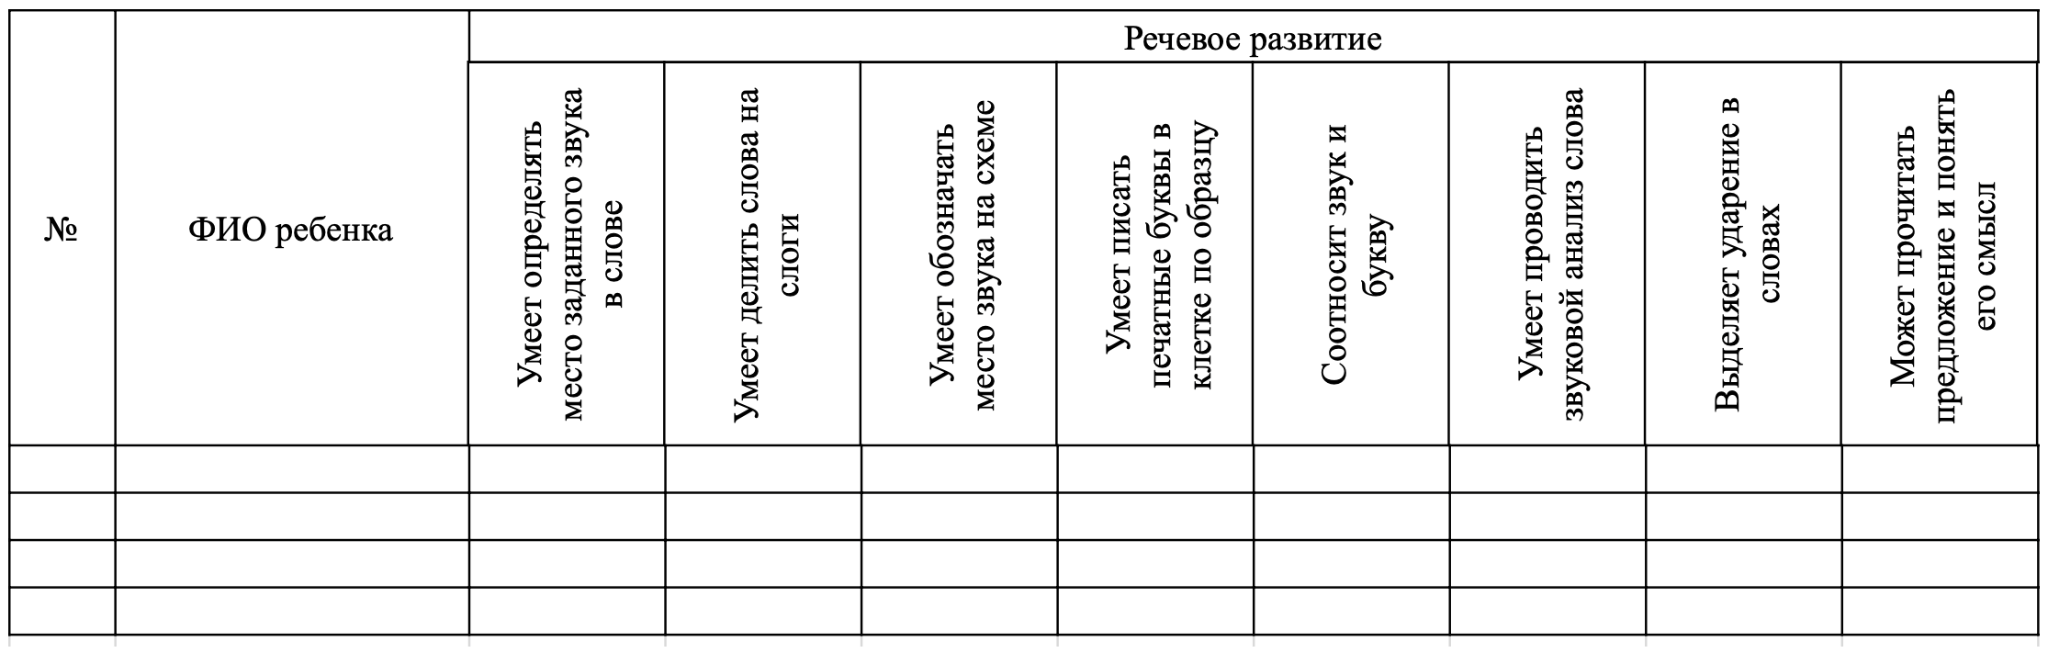 Речевое развитие
№
ФИО ребенка
Умеет определять
место заданного звука
в слове
Умеет делить слова на
слоги
Умеет обозначать
место звука на схеме
Умеет писать
печатные буквы в
клетке по образцу
Соотносит звук и
букву
Умеет проводить
звуковой анализ слова
Выделяет ударение в
словах
Может прочитать
предложение и понять
его смысл